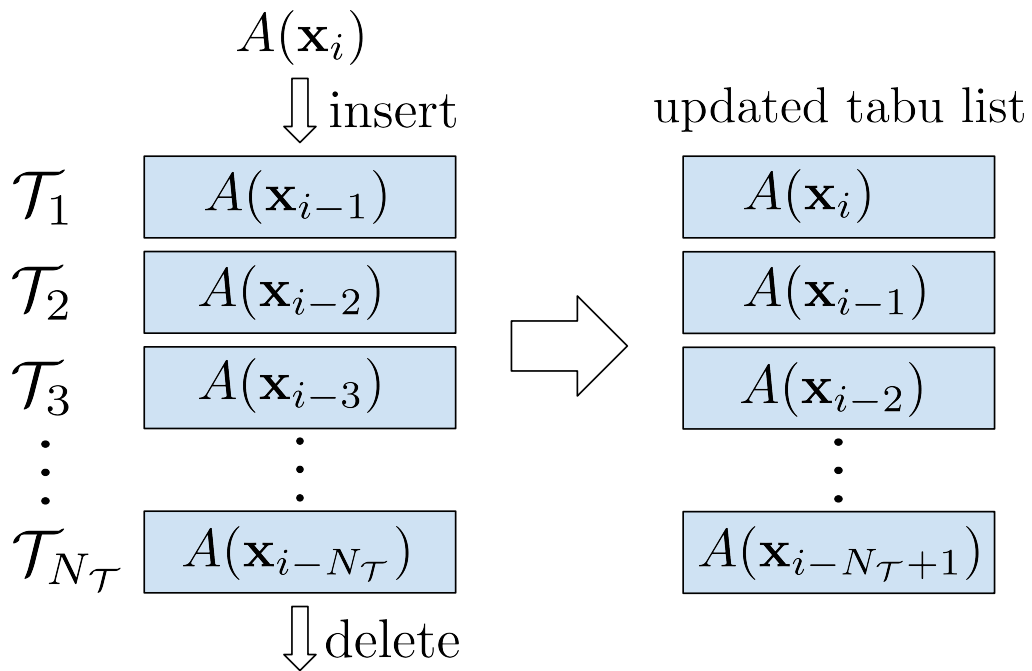 A(x_i)
insert
updated tabu list
𝒯_1 A(x_{i−1}) A(x_i)
𝒯_2 A(x_{i−2}) A(x_{i−1})
𝒯_3 A(x_{i−3}) A(x_{i−2})
⋮ ⋮ ⋮
𝒯_{N_𝒯} A(x_{i−N_𝒯}) A(x_{i−N_𝒯+1})
delete